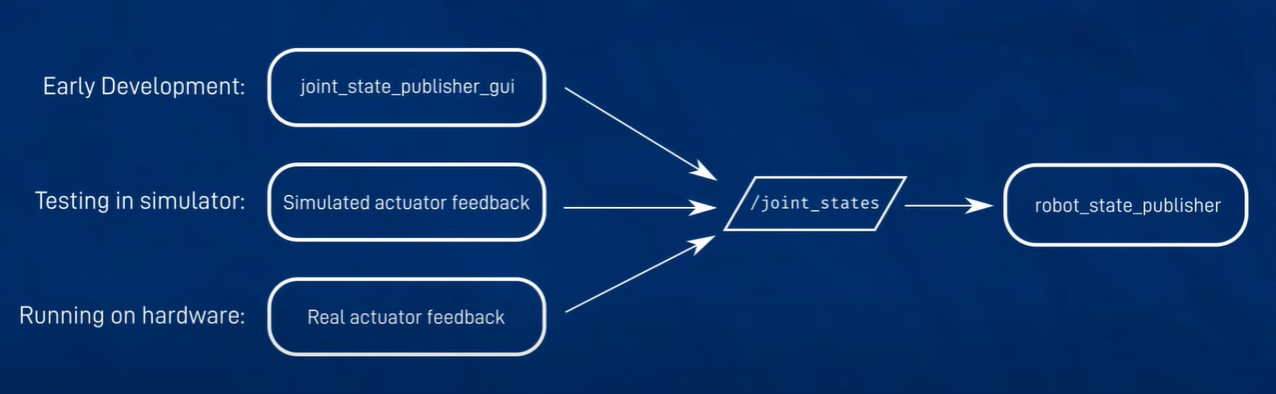 Early Development:
joint_state_publisher_gui
Testing in simulator:
Simulated actuator feedback
/joint_states
robot_state_publisher
Running on hardware:
Real actuator feedback